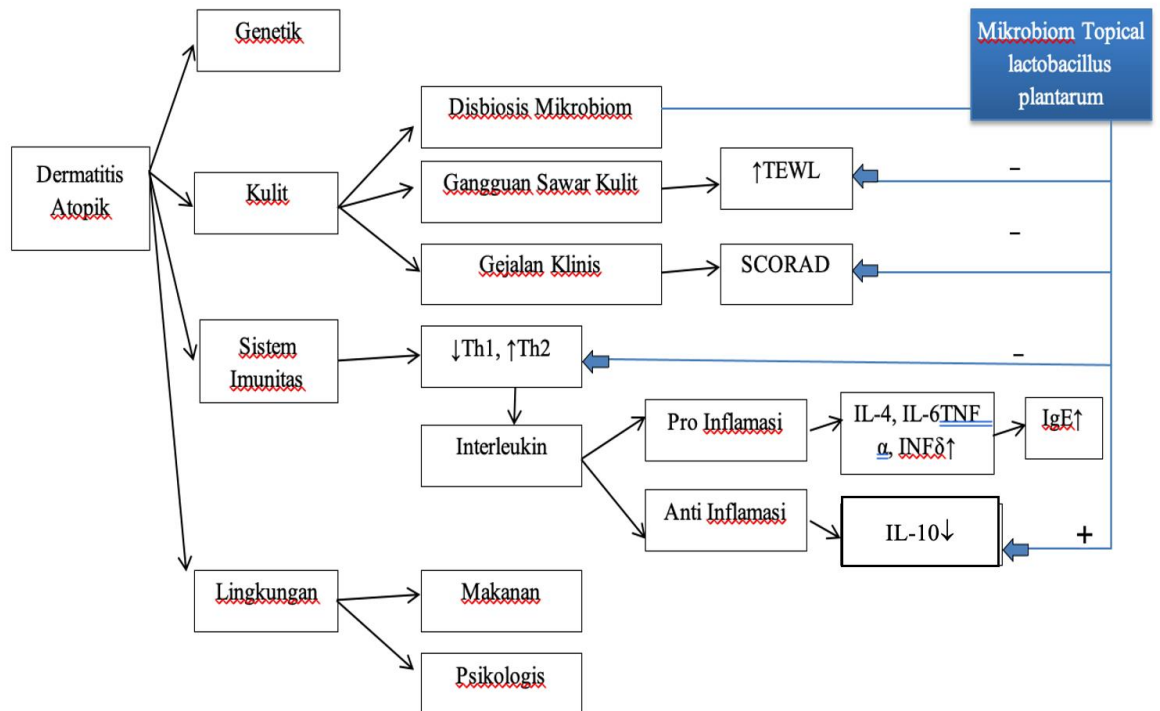 Genetik
Mikrobiom Topical
lactobacillus
plantarum
Disbiosis Mikrobiom
Dermatitis
Atopik
Kulit
Gangguan Sawar Kulit
↑TEWL
–
Gejalan Klinis
SCORAD
–
Sistem
Imunitas
↓Th1, ↑Th2
–
Interleukin
Pro Inflamasi
IL-4, IL-6TNF
α, INFδ↑
IgE↑
Anti Inflamasi
IL-10↓
+
Lingkungan
Makanan
Psikologis